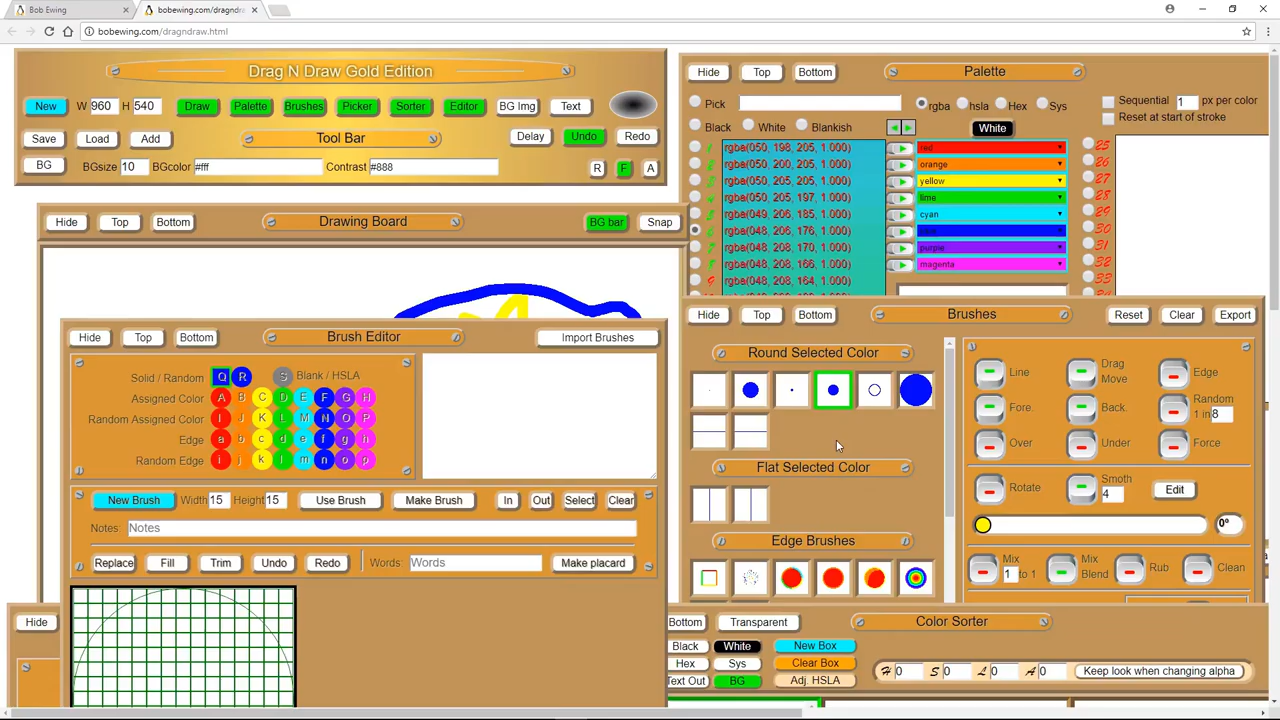 Bob Ewing
bobewing.com/dragndraw.html
bobewing.com/dragndraw.html
Drag N Draw Gold Edition
New W 960 H 540 Draw Palette Brushes Picker Sorter Editor BG Img Text
Save Load Add Tool Bar Delay Undo Redo
BG BGsize 10 BGcolor #fff Contrast #888 R F A
Hide Top Bottom Drawing Board BG bar Snap
Hide Top Bottom Palette
Pick rgba hsla Hex Sys Sequential 1 px per color
Black White Blankish White Reset at start of stroke
1 rgba(050, 198, 205, 1.000) red 25
2 rgba(050, 200, 205, 1.000) orange 26
3 rgba(050, 205, 205, 1.000) yellow 27
4 rgba(050, 205, 197, 1.000) lime 28
5 rgba(049, 206, 185, 1.000) cyan 29
6 rgba(048, 206, 176, 1.000) 30
7 rgba(048, 208, 170, 1.000) purple 31
8 rgba(048, 208, 166, 1.000) magenta 32
9 rgba(048, 208, 164, 1.000) 33
Hide Top Bottom Brush Editor Import Brushes
Solid / Random Q R S Blank / HSLA
Assigned Color A B C D E F G H
Random Assigned Color I J K L M N O P
Edge a b c d e f g h
Random Edge i j k l m n o p
New Brush Width 15 Height 15 Use Brush Make Brush In Out Select Clear
Notes: Notes
Replace Fill Trim Undo Redo Words: Words Make placard
Hide Top Bottom Brushes Reset Clear Export
Round Selected Color
Flat Selected Color
Edge Brushes
Line Drag Move Edge
Fore. Back. Random 1 in 8
Over Under Force
Rotate Smoth 4 Edit
0°
Mix 1 to 1 Mix Blend Rub Clean
Hide
Bottom Transparent Color Sorter
Black White New Box
Hex Sys Clear Box H 0 S 0 L 0 A 0 Keep look when changing alpha
Text Out BG Adj. HSLA